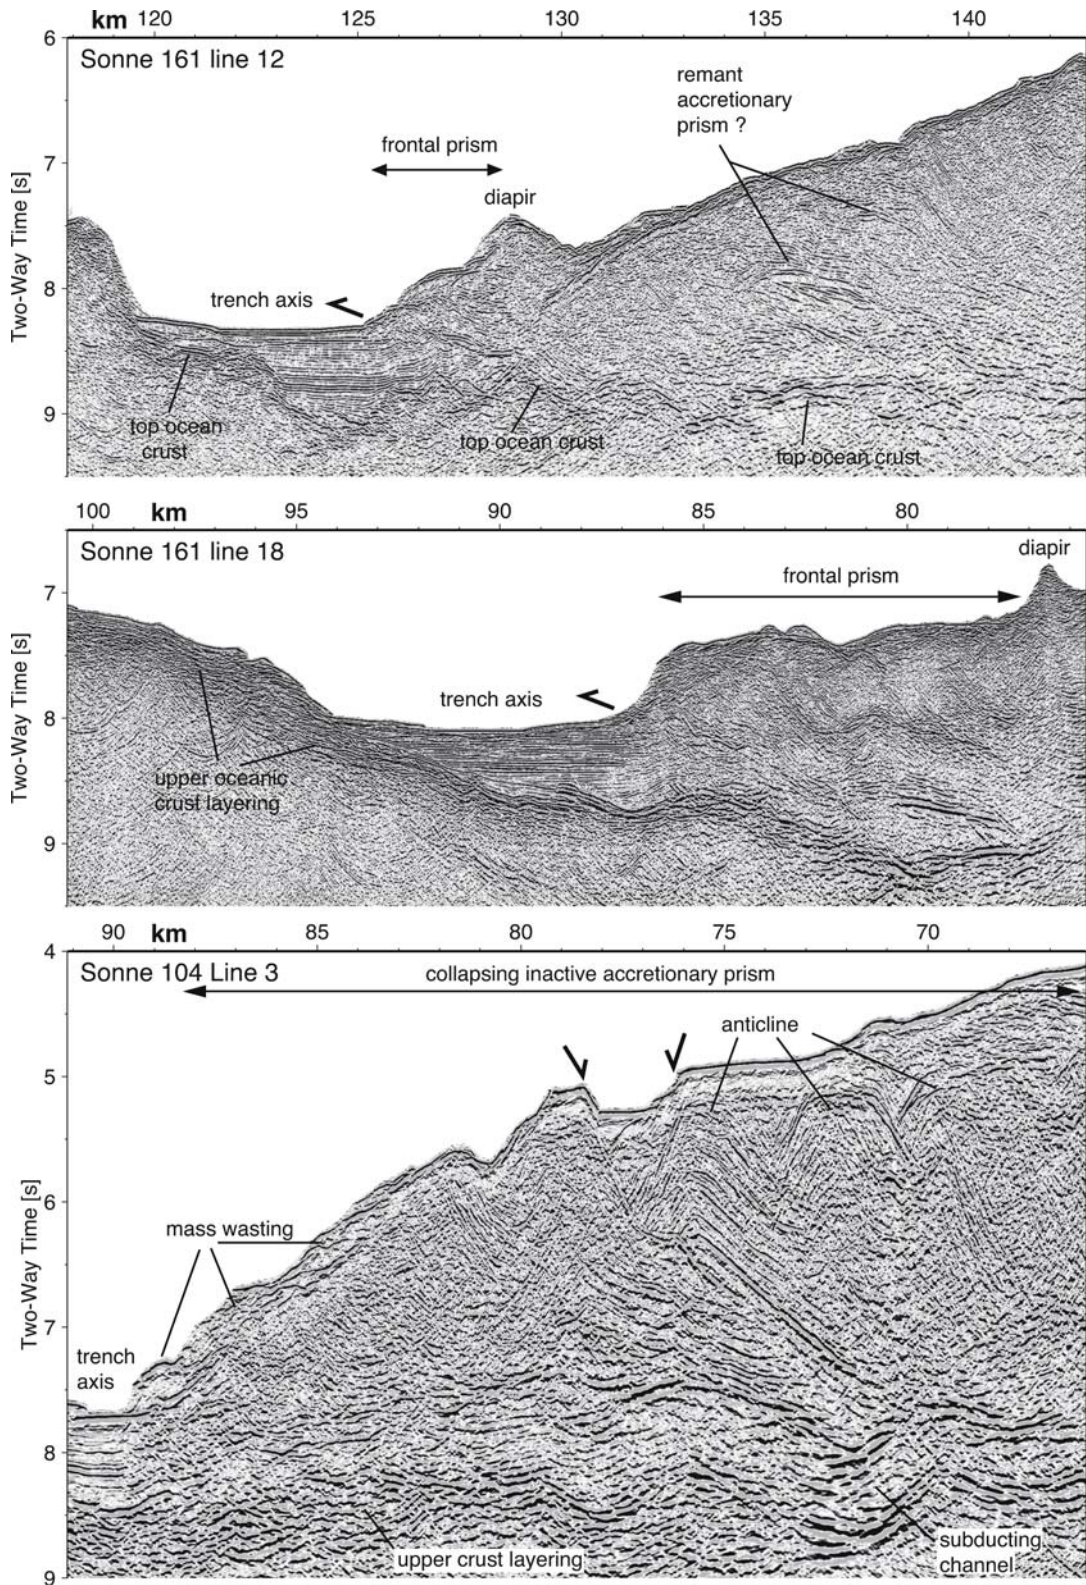 km 120 125 130 135 140
6
Sonne 161 line 12
remant
accretionary
prism ?
frontal prism
7
diapir
Two-Way Time [s]
8
trench axis
9
top ocean
crust
top ocean crust
top ocean crust
100 km 95 90 85 80
Sonne 161 line 18
diapir
7
frontal prism
Two-Way Time [s]
trench axis
8
upper oceanic
crust layering
9
90 km 85 80 75 70
4
Sonne 104 Line 3
collapsing inactive accretionary prism
anticline
5
6
Two-Way Time [s]
mass wasting
7
trench
axis
8
upper crust layering
subducting
channel
9